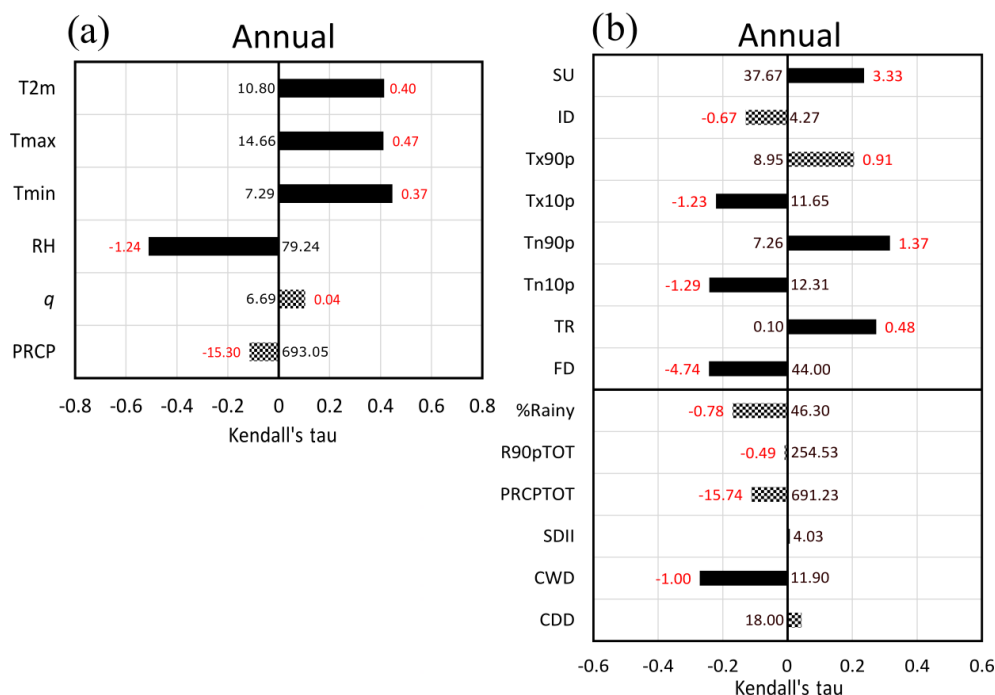 (a)
Annual
T2m 10.80 0.40
Tmax 14.66 0.47
Tmin 7.29 0.37
RH -1.24 79.24
q 6.69 0.04
PRCP -15.30 693.05
-0.8 -0.6 -0.4 -0.2 0 0.2 0.4 0.6 0.8
Kendall's tau
(b)
Annual
SU 37.67 3.33
ID -0.67 4.27
Tx90p 8.95 0.91
Tx10p -1.23 11.65
Tn90p 7.26 1.37
Tn10p -1.29 12.31
TR 0.10 0.48
FD -4.74 44.00
%Rainy -0.78 46.30
R90pTOT -0.49 254.53
PRCPTOT -15.74 691.23
SDII 4.03
CWD -1.00 11.90
CDD 18.00
-0.6 -0.4 -0.2 0 0.2 0.4 0.6
Kendall's tau